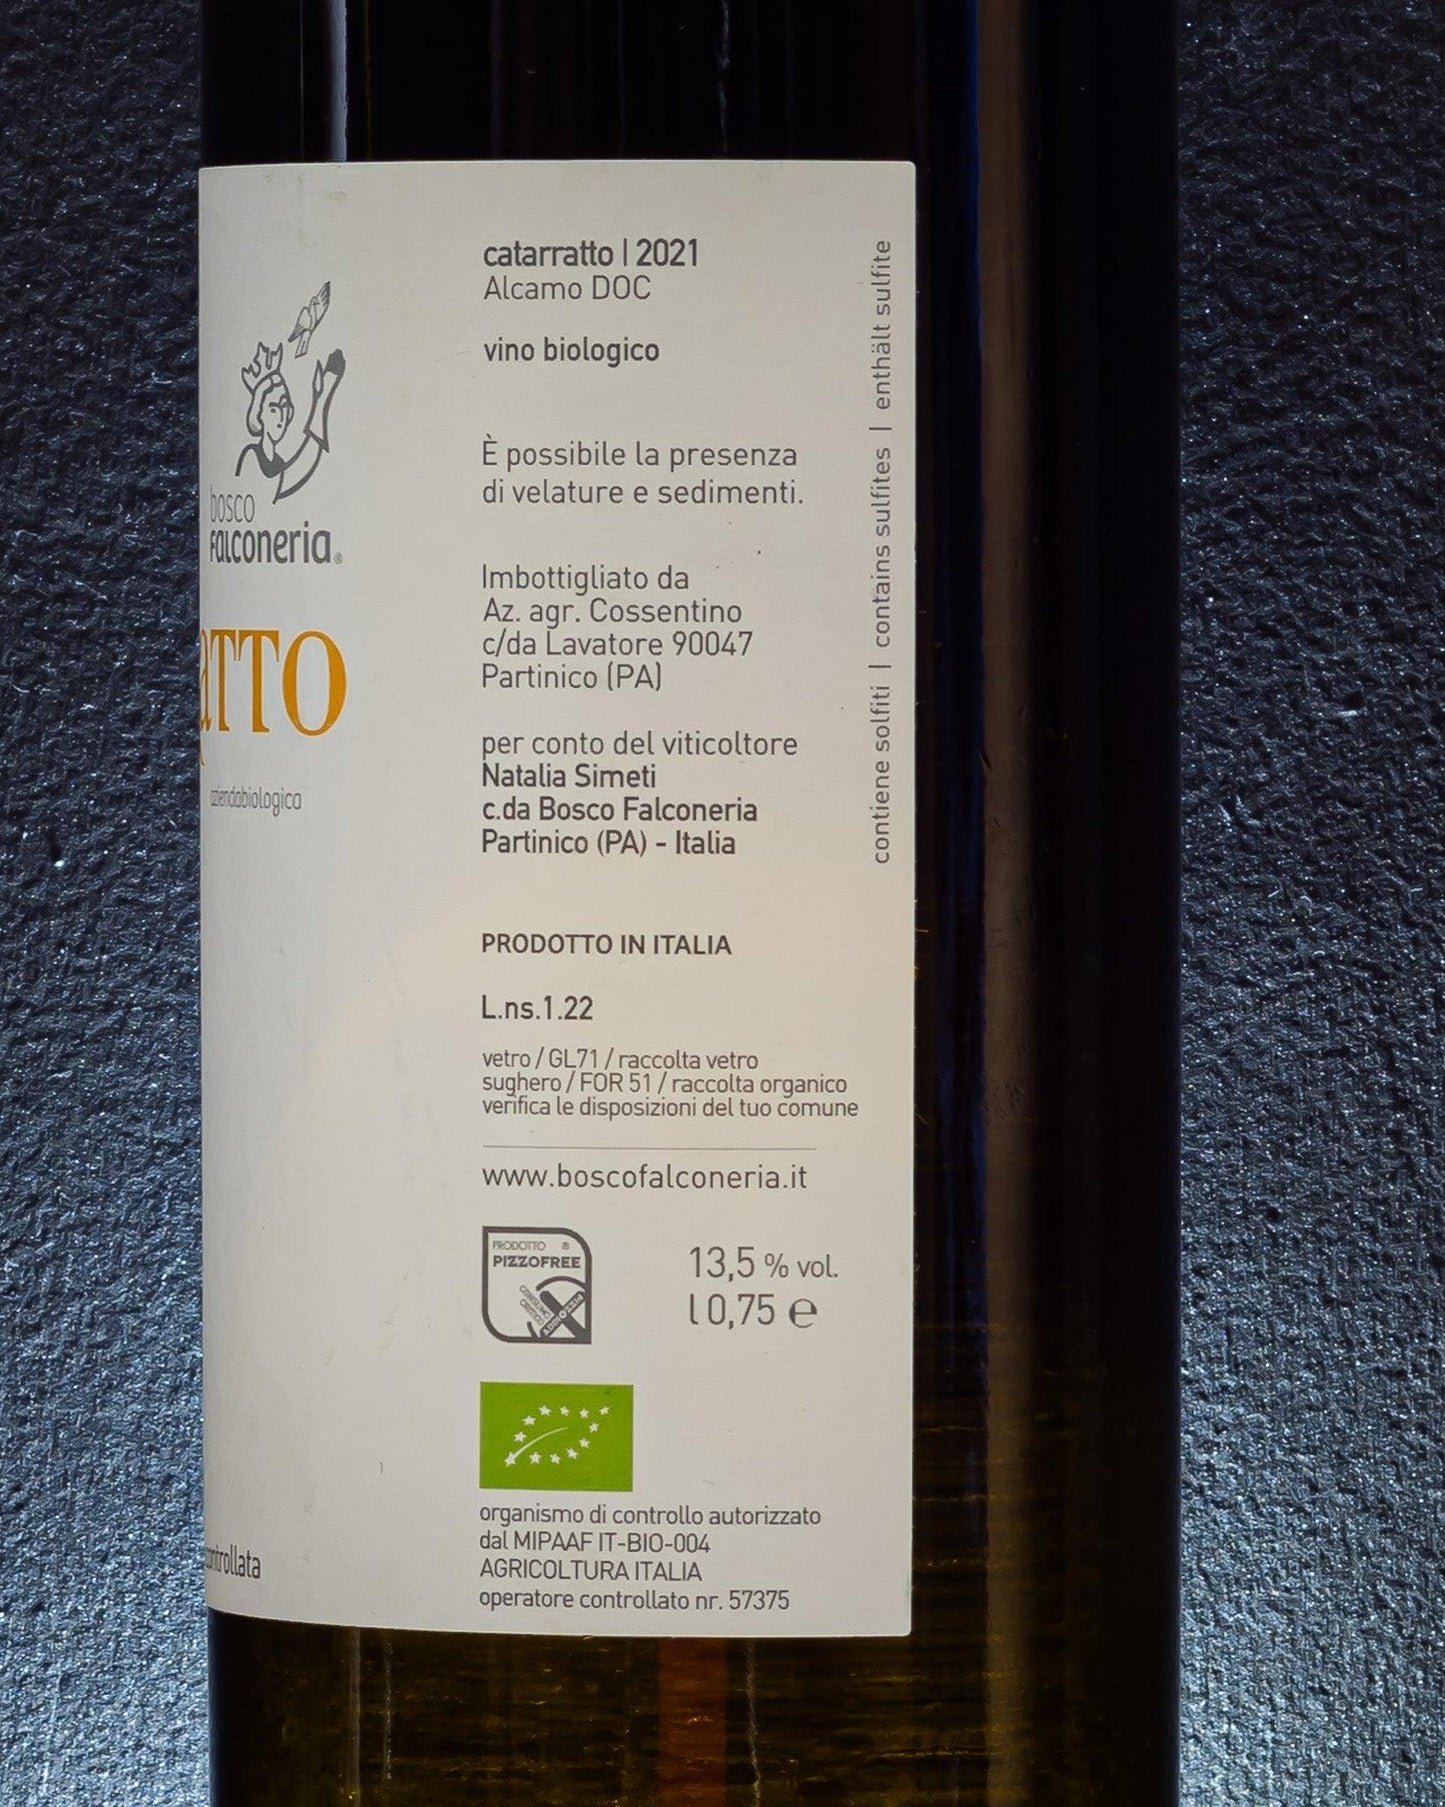 bosco
Falconeria®
aTTO
aziendabiologica
controllata
catarratto | 2021
Alcamo DOC
vino biologico
È possibile la presenza
di velature e sedimenti.
Imbottigliato da
Az. agr. Cossentino
c/da Lavatore 90047
Partinico (PA)
per conto del viticoltore
Natalia Simeti
c.da Bosco Falconeria
Partinico (PA) - Italia
PRODOTTO IN ITALIA
L.ns.1.22
vetro / GL71 / raccolta vetro
sughero / FOR 51 / raccolta organico
verifica le disposizioni del tuo comune
www.boscofalconeria.it
PRODOTTO ®
PIZZOFREE
CONSUMO
CRITICO
ADDIOPIZZO
13,5 % vol.
l 0,75 e
organismo di controllo autorizzato
dal MIPAAF IT-BIO-004
AGRICOLTURA ITALIA
operatore controllato nr. 57375
contiene solfiti | contains sulfites | enthält sulfite